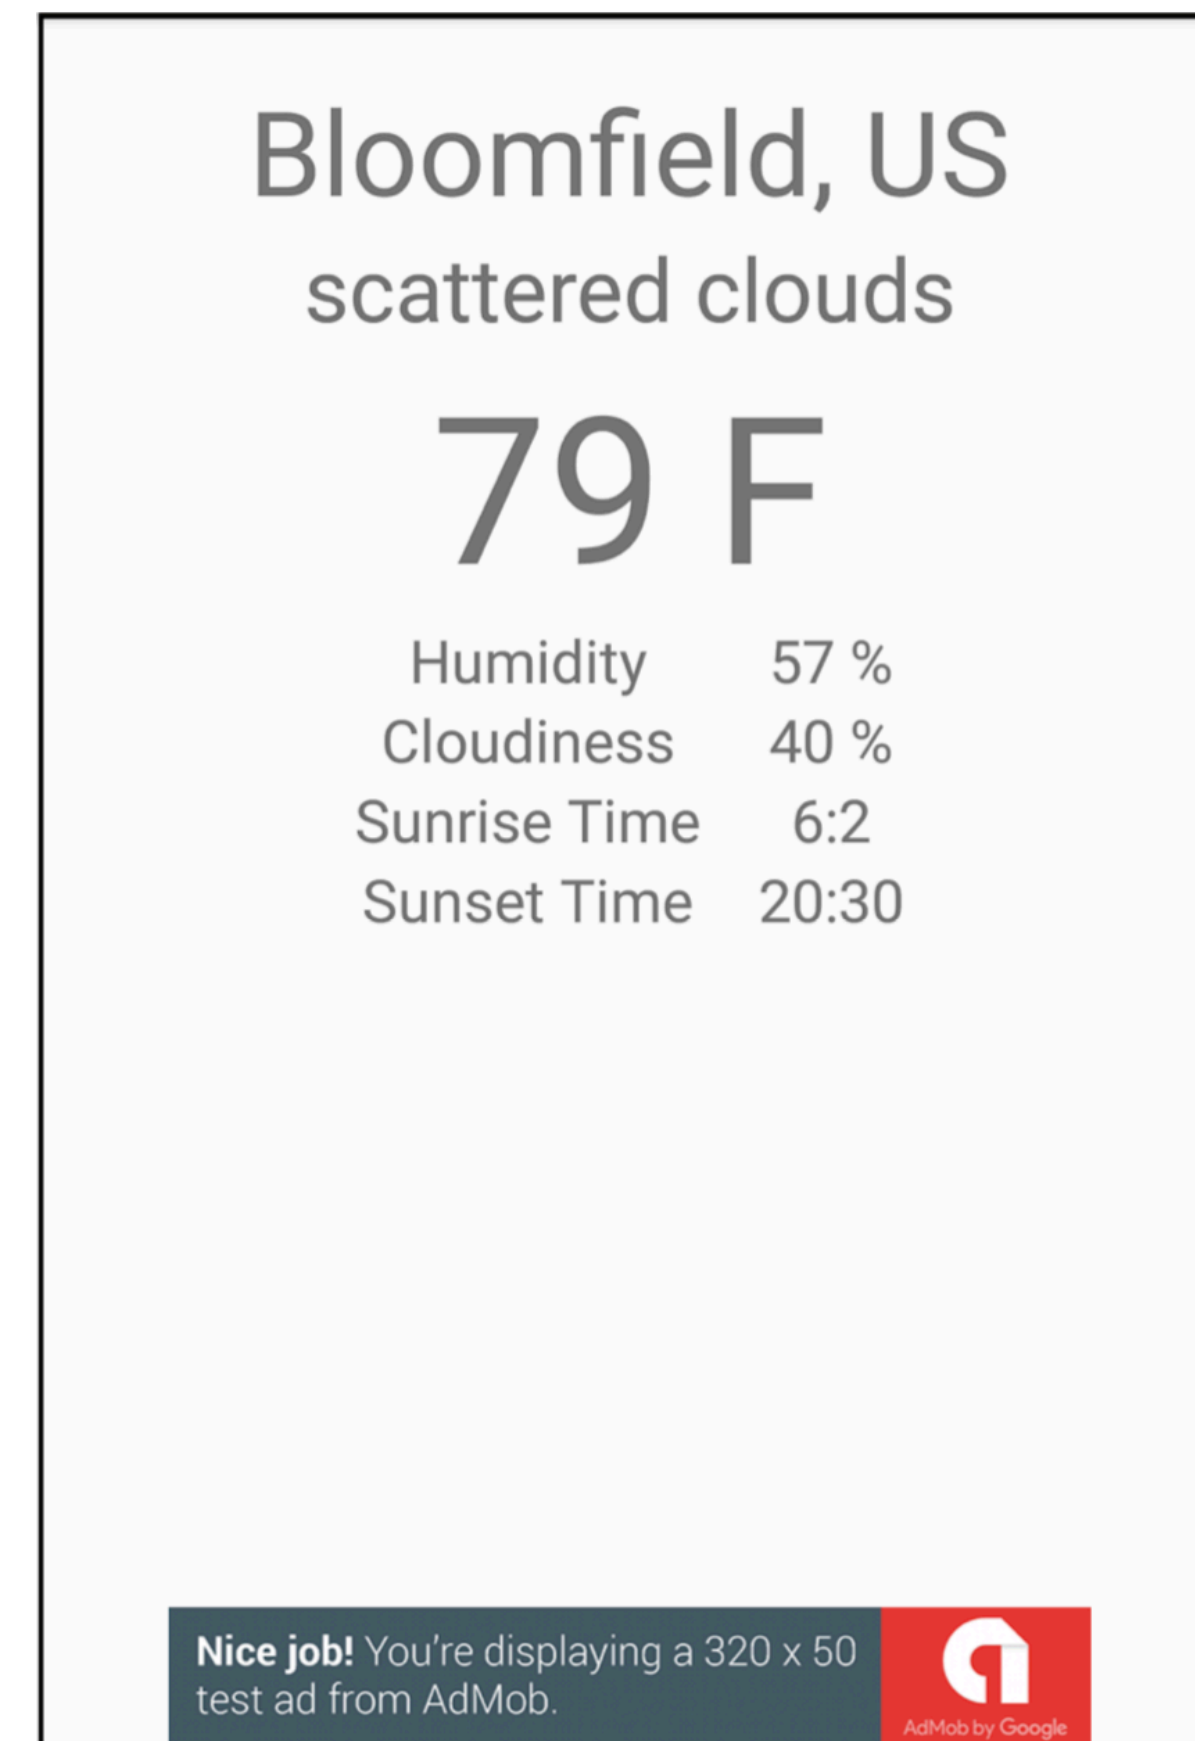 Bloomfield, US
scattered clouds
79 F
Humidity 57 %
Cloudiness 40 %
Sunrise Time 6:2
Sunset Time 20:30
Nice job! You're displaying a 320 x 50
test ad from AdMob.
AdMob by Google